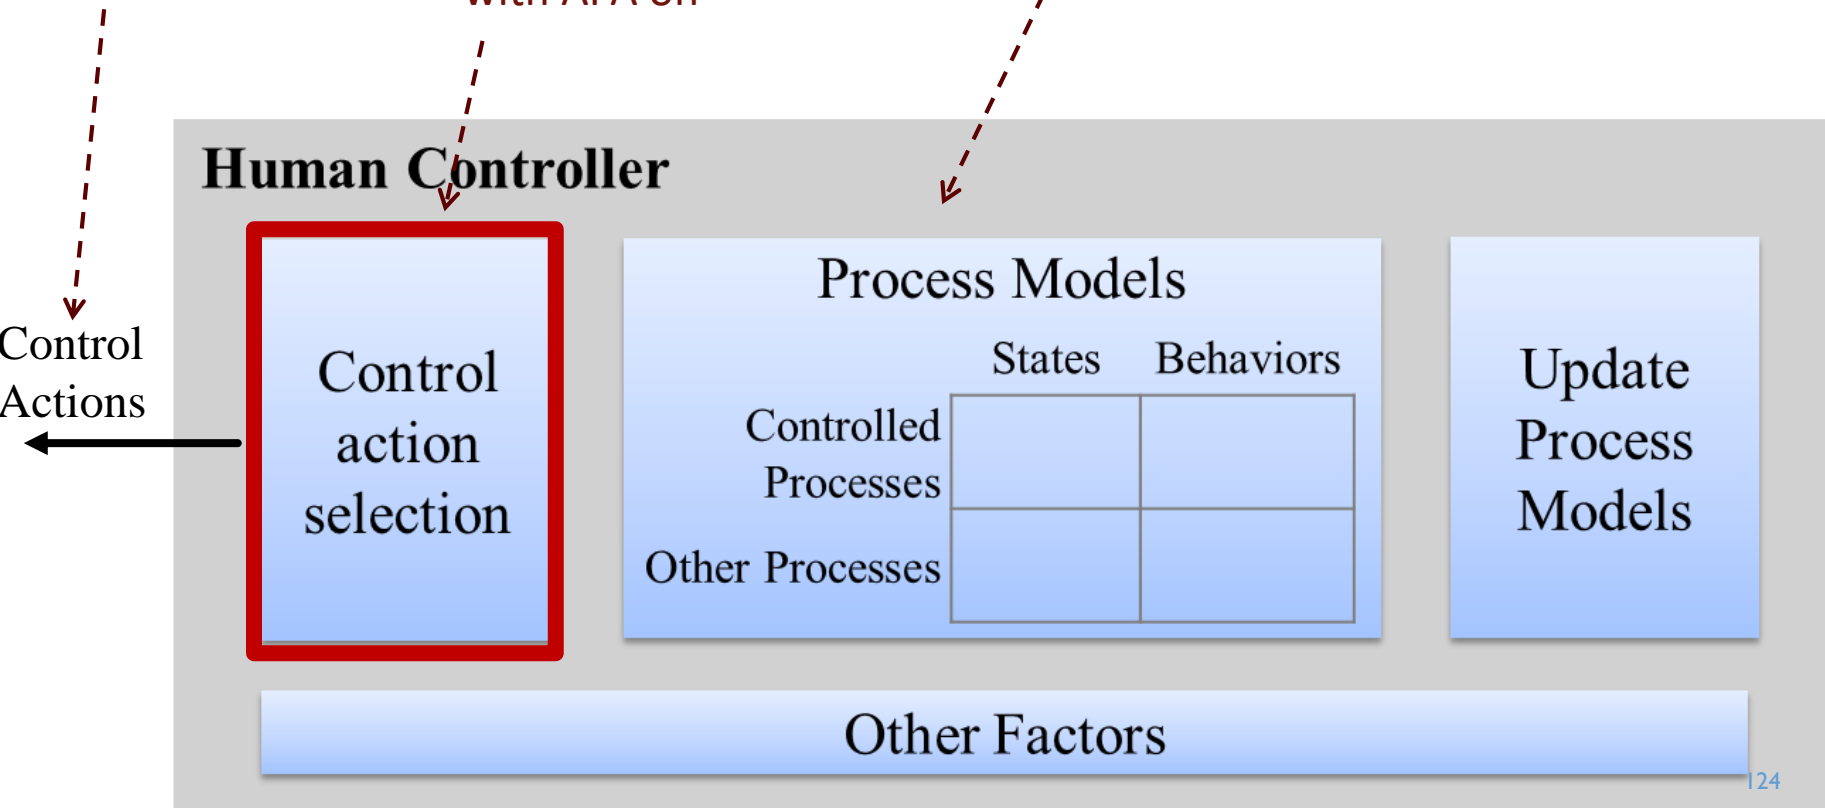 Human Controller
Control
Actions
Control
action
selection
Process Models
States Behaviors
Controlled
Processes
Other Processes
Update
Process
Models
Other Factors
124